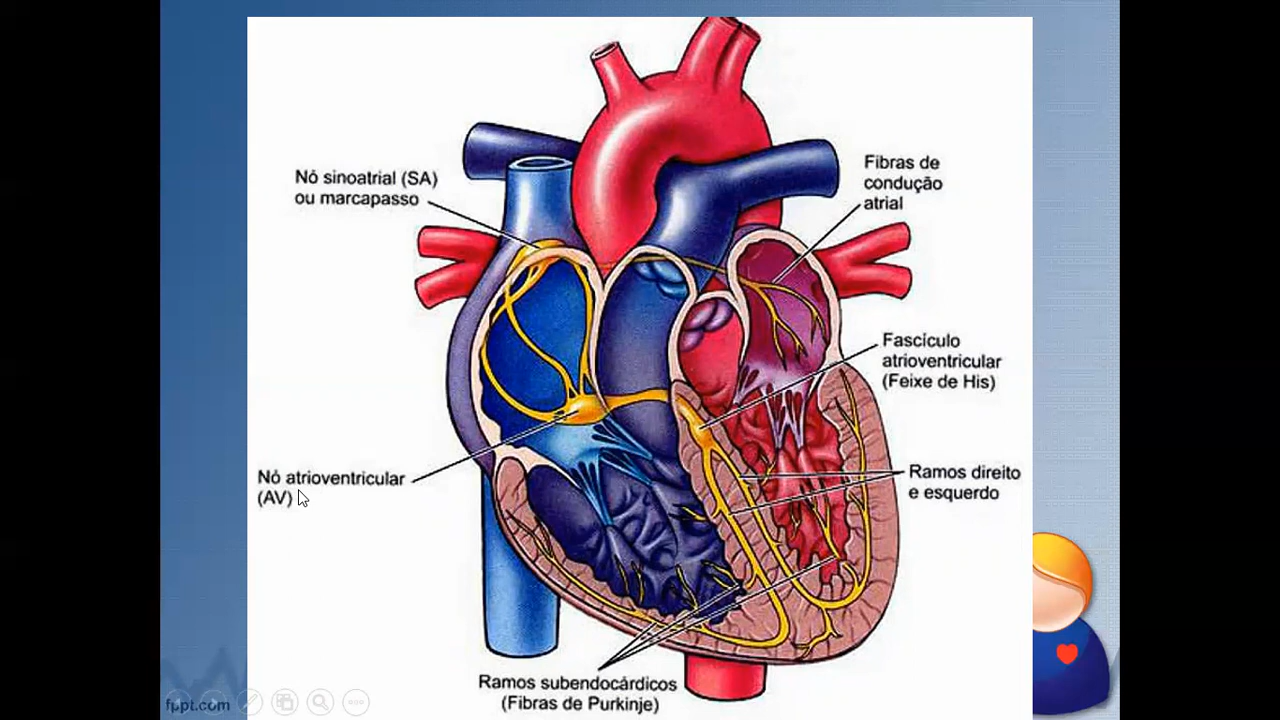 Nó sinoatrial (SA)
ou marcapasso
Fibras de
condução
atrial
Fascículo
atrioventricular
(Feixe de His)
Nó atrioventricular
(AV)
Ramos direito
e esquerdo
Ramos subendocárdicos
(Fibras de Purkinje)
fppt.com